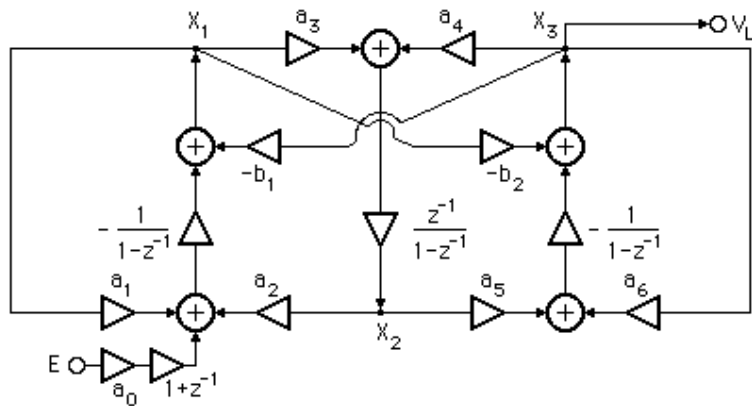 X₁ a₃ a₄ X₃ V_L
+
+ -b₁ -b₂ +
- 1/(1-z⁻¹) z⁻¹/(1-z⁻¹) - 1/(1-z⁻¹)
a₁ + a₂ a₅ + a₆
X₂
E a₀ 1+z⁻¹